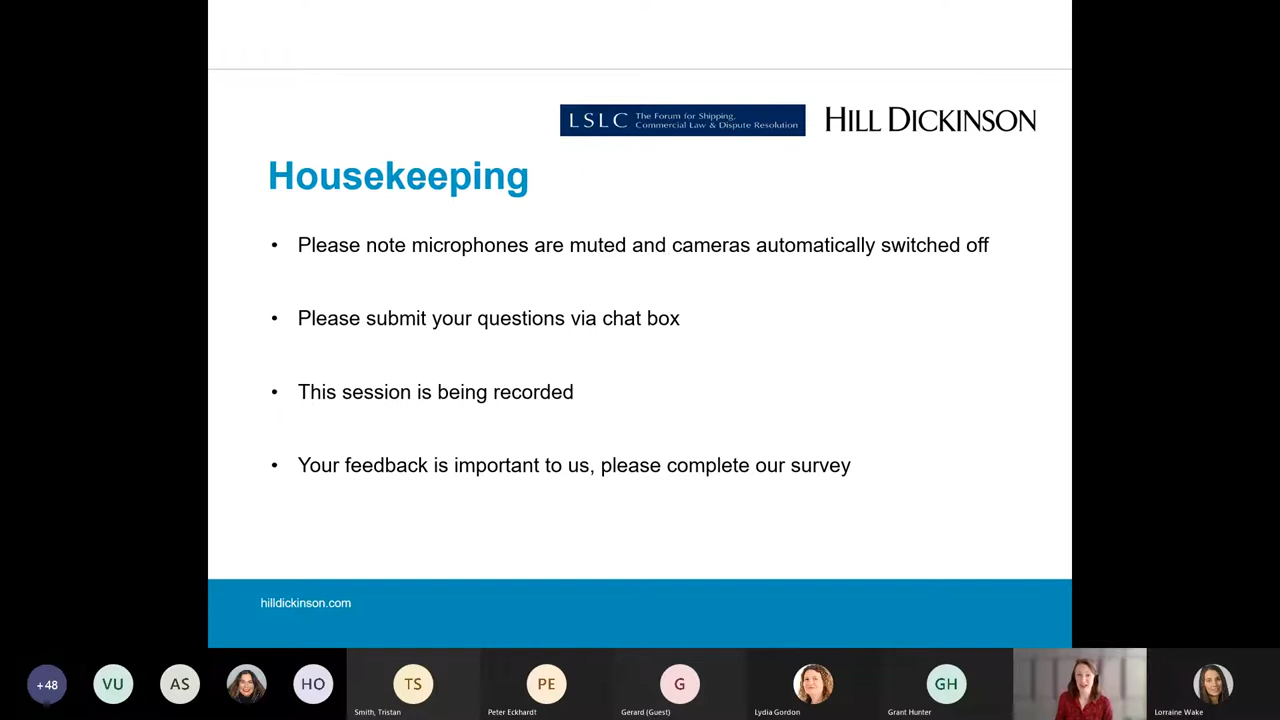 LSLC The Forum for Shipping,
Commercial Law & Dispute Resolution
HILL DICKINSON
Housekeeping
• Please note microphones are muted and cameras automatically switched off
• Please submit your questions via chat box
• This session is being recorded
• Your feedback is important to us, please complete our survey
hilldickinson.com
+48
VU
AS
HO
TS
PE
G
GH
Smith, Tristan
Peter Eckhardt
Gerard (Guest)
Lydia Gordon
Grant Hunter
Lorraine Wake